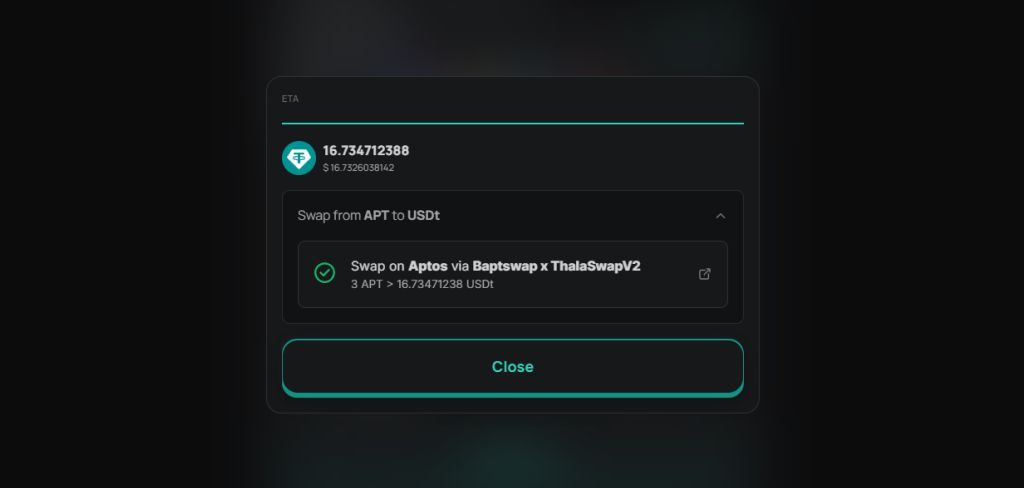 ETA
16.734712388
$ 16.7326038142
Swap from APT to USDt
Swap on Aptos via Baptswap x ThalaSwapV2
3 APT > 16.73471238 USDt
Close